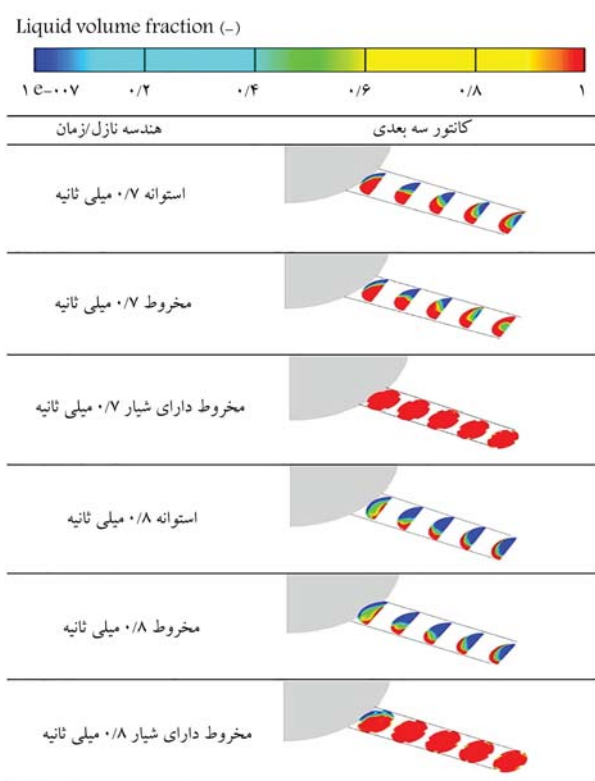 Liquid volume fraction (-)
۱ e-۰۰۷ ۰/۲ ۰/۴ ۰/۶ ۰/۸ ۱
هندسه نازل/زمان کانتور سه بعدی
استوانه ۰/۷ میلی ثانیه
مخروط ۰/۷ میلی ثانیه
مخروط دارای شیار ۰/۷ میلی ثانیه
استوانه ۰/۸ میلی ثانیه
مخروط ۰/۸ میلی ثانیه
مخروط دارای شیار ۰/۸ میلی ثانیه